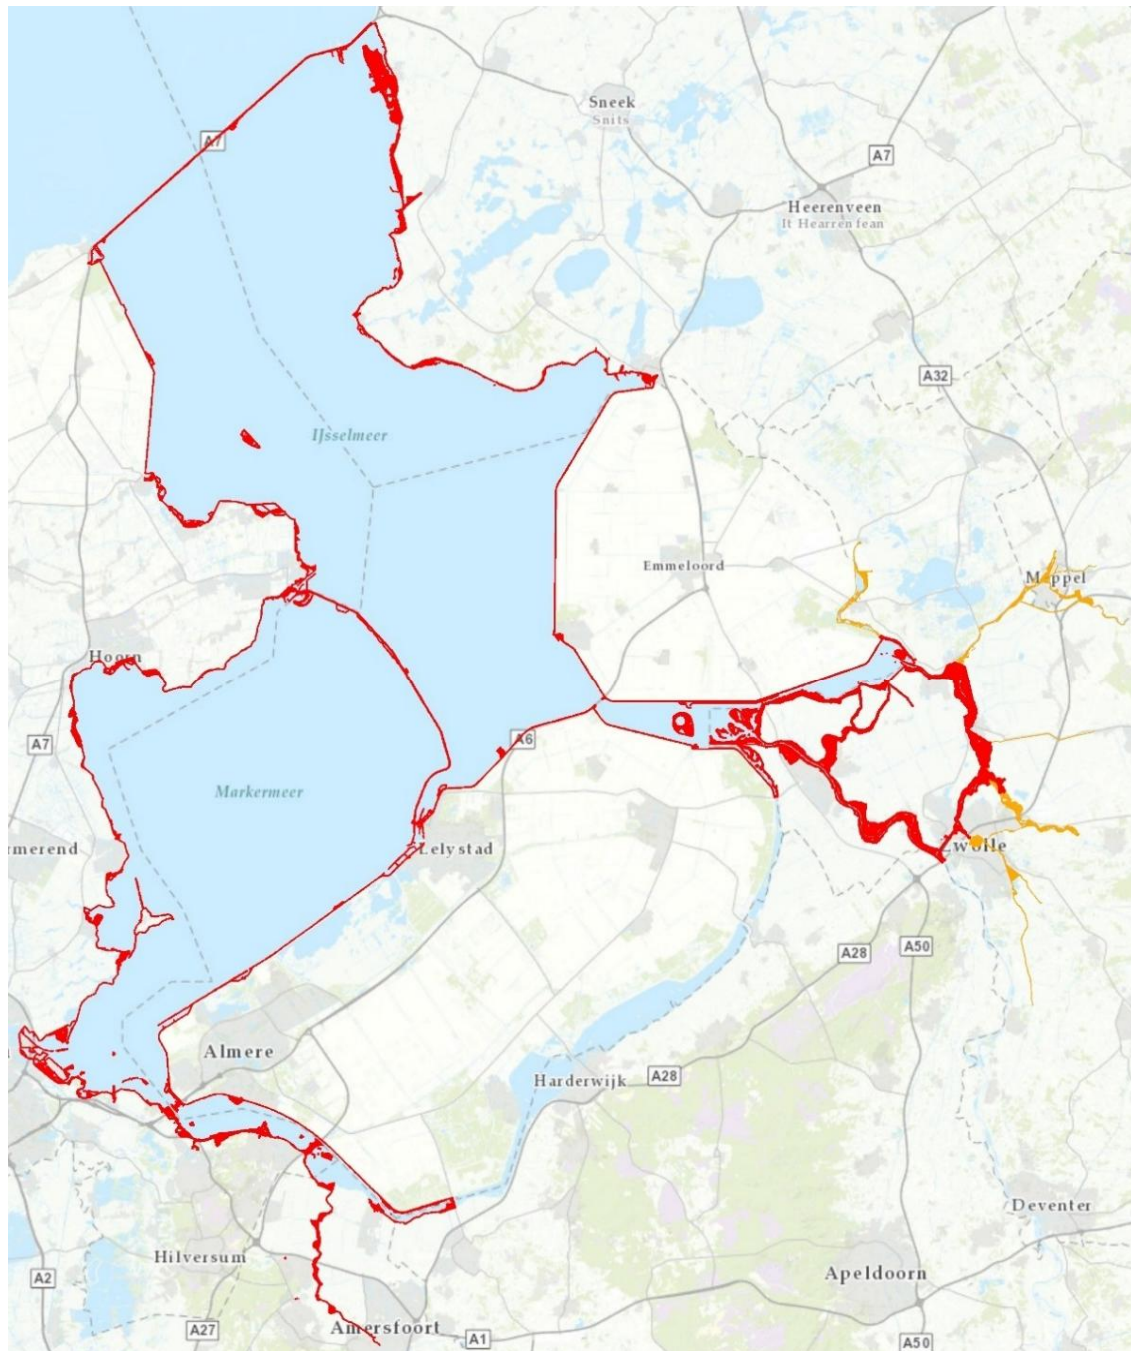 Sneek
Snits
A7
A7
Heerenveen
It Hearrenfean
A32
IJsselmeer
Emmeloord
Meppel
Hoorn
A7
A6
Markermeer
Lelystad
rmerend
Zwolle
A28
A50
Almere
Harderwijk
A28
Deventer
Hilversum
Apeldoorn
A2
A27
Amersfoort
A1
A50